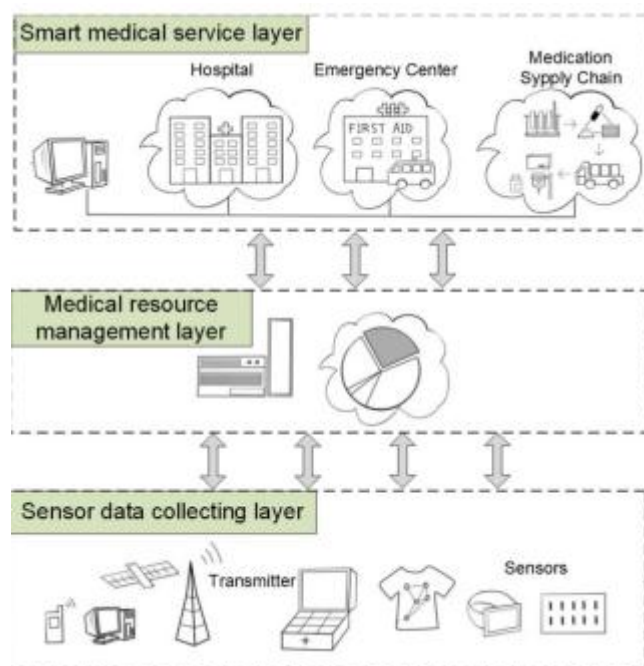 Smart medical service layer
Hospital
Emergency Center
Medication
Sypply Chain
FIRST AID
Medical resource
management layer
Sensor data collecting layer
Transmitter
Sensors